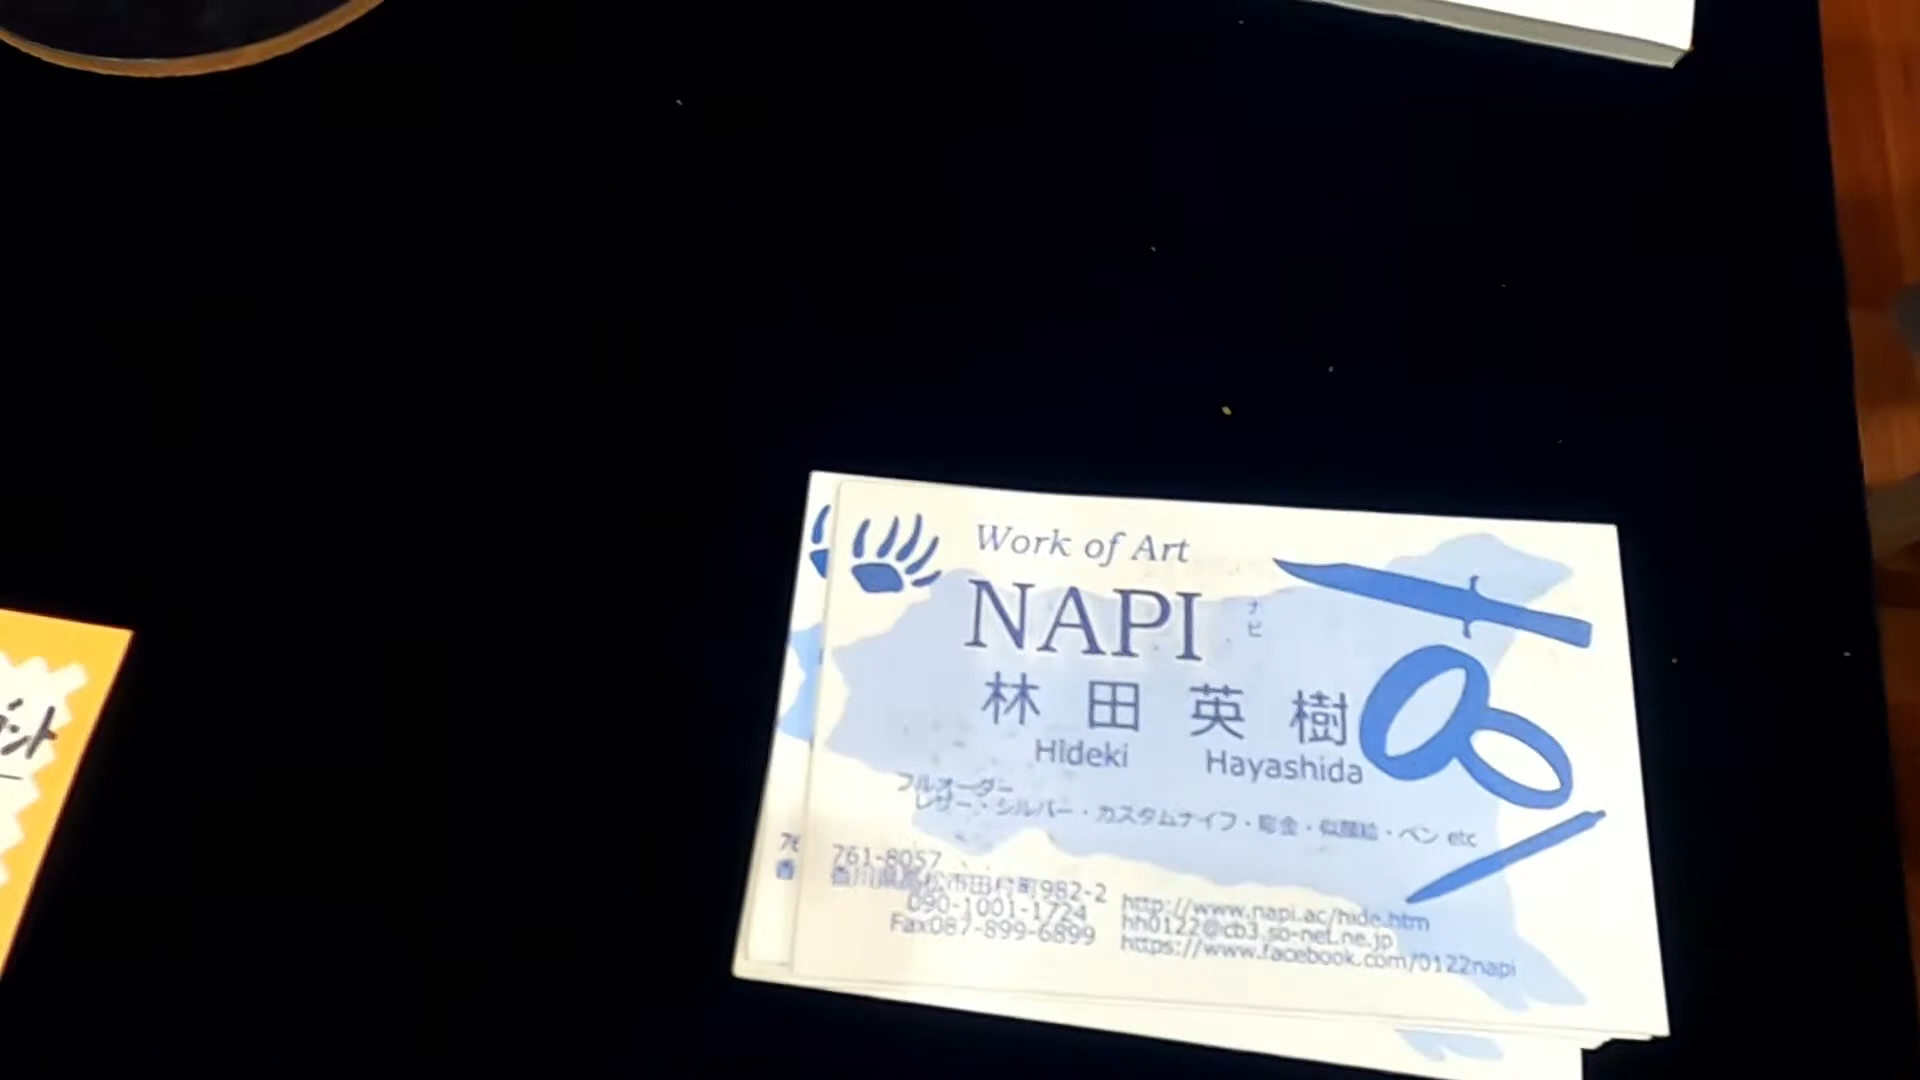 Work of Art
NAPI
ナピ
林田英樹
Hideki Hayashida
フルオーダー
レザー・シルバー・カスタムナイフ・彫金・似顔絵・ペン etc
761-8057
香川県高松市田村町982-2
090-1001-1724
Fax087-899-6899
http://www.napi.ac/hide.htm
hh0122@cb3.so-net.ne.jp
https://www.facebook.com/0122napi
76
香